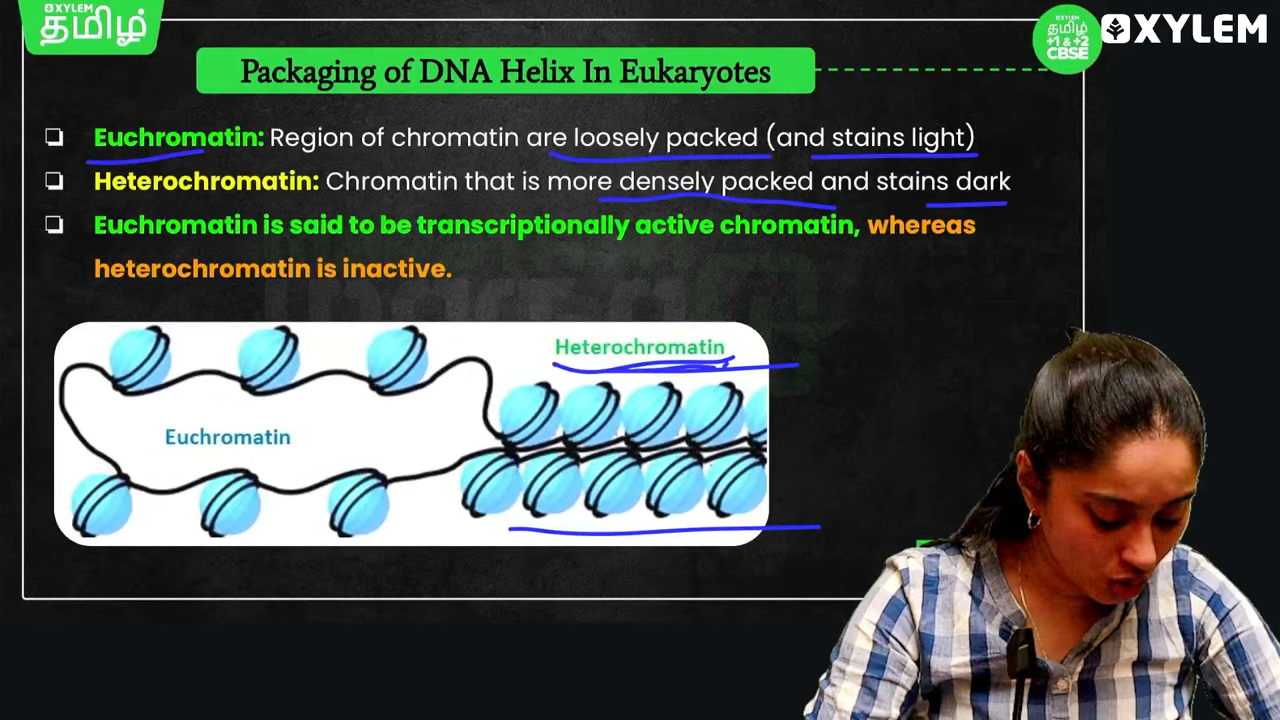 XYLEM
தமிழ்
XYLEM
தமிழ்
+1 & +2
CBSE
XYLEM
Packaging of DNA Helix In Eukaryotes
❑ Euchromatin: Region of chromatin are loosely packed (and stains light)
❑ Heterochromatin: Chromatin that is more densely packed and stains dark
❑ Euchromatin is said to be transcriptionally active chromatin, whereas
heterochromatin is inactive.
Heterochromatin
Euchromatin